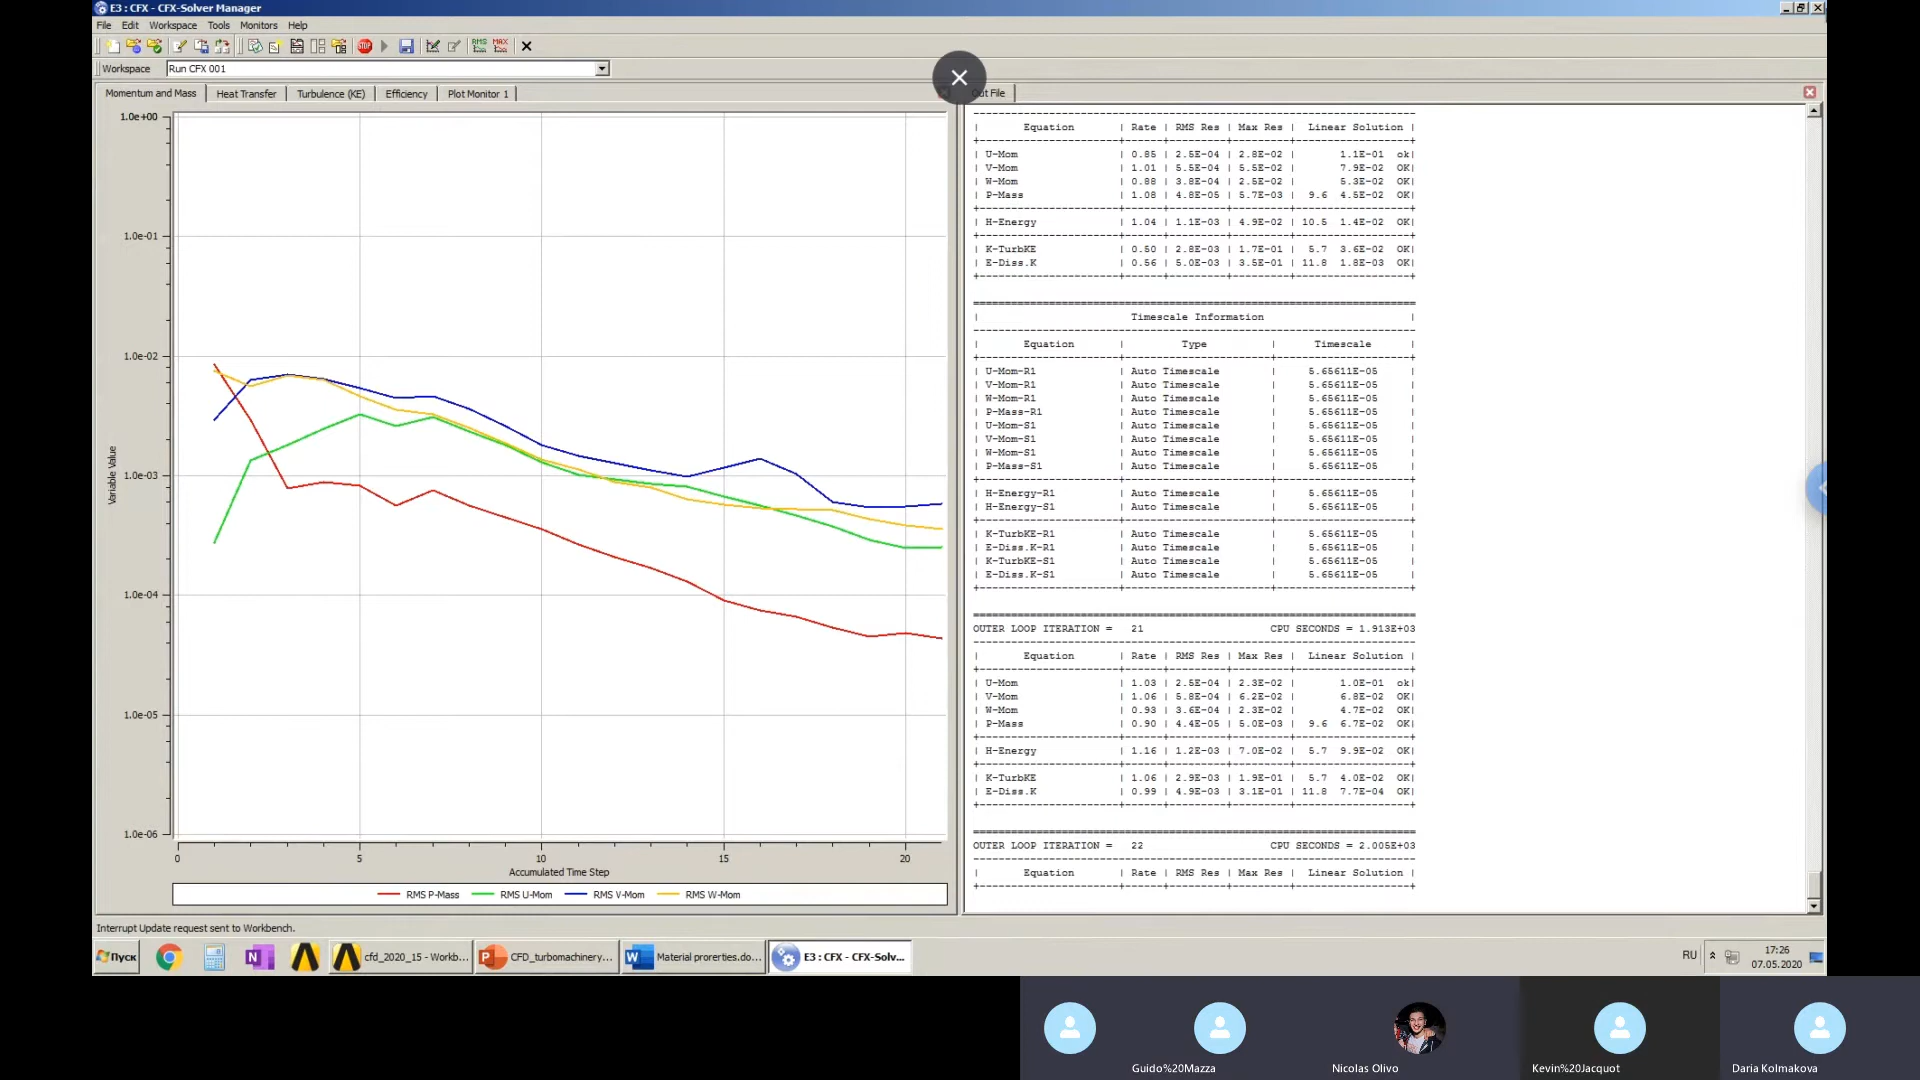 E3 : CFX - CFX-Solver Manager
File Edit Workspace Tools Monitors Help
Workspace Run CFX 001
Momentum and Mass Heat Transfer Turbulence (KE) Efficiency Plot Monitor 1
1.0e+00
1.0e-01
1.0e-02
1.0e-03
1.0e-04
1.0e-05
1.0e-06
Variable Value
0 5 10 15 20
Accumulated Time Step
RMS P-Mass RMS U-Mom RMS V-Mom RMS W-Mom
Out File
| Equation | Rate | RMS Res | Max Res | Linear Solution |
| U-Mom | 0.85 | 2.5E-04 | 2.8E-02 | 1.1E-01 ok|
| V-Mom | 1.01 | 5.5E-04 | 5.5E-02 | 7.9E-02 OK|
| W-Mom | 0.88 | 3.8E-04 | 2.5E-02 | 5.3E-02 OK|
| P-Mass | 1.08 | 4.8E-05 | 5.7E-03 | 9.6 4.5E-02 OK|
| H-Energy | 1.04 | 1.1E-03 | 4.9E-02 | 10.5 1.4E-02 OK|
| K-TurbKE | 0.50 | 2.8E-03 | 1.7E-01 | 5.7 3.6E-02 OK|
| E-Diss.K | 0.56 | 5.0E-03 | 3.5E-01 | 11.8 1.8E-03 OK|
| Timescale Information |
| Equation | Type | Timescale |
| U-Mom-R1 | Auto Timescale | 5.65611E-05 |
| V-Mom-R1 | Auto Timescale | 5.65611E-05 |
| W-Mom-R1 | Auto Timescale | 5.65611E-05 |
| P-Mass-R1 | Auto Timescale | 5.65611E-05 |
| U-Mom-S1 | Auto Timescale | 5.65611E-05 |
| V-Mom-S1 | Auto Timescale | 5.65611E-05 |
| W-Mom-S1 | Auto Timescale | 5.65611E-05 |
| P-Mass-S1 | Auto Timescale | 5.65611E-05 |
| H-Energy-R1 | Auto Timescale | 5.65611E-05 |
| H-Energy-S1 | Auto Timescale | 5.65611E-05 |
| K-TurbKE-R1 | Auto Timescale | 5.65611E-05 |
| E-Diss.K-R1 | Auto Timescale | 5.65611E-05 |
| K-TurbKE-S1 | Auto Timescale | 5.65611E-05 |
| E-Diss.K-S1 | Auto Timescale | 5.65611E-05 |
OUTER LOOP ITERATION = 21 CPU SECONDS = 1.913E+03
| Equation | Rate | RMS Res | Max Res | Linear Solution |
| U-Mom | 1.03 | 2.5E-04 | 2.3E-02 | 1.0E-01 ok|
| V-Mom | 1.06 | 5.8E-04 | 6.2E-02 | 6.8E-02 OK|
| W-Mom | 0.93 | 3.6E-04 | 2.3E-02 | 4.7E-02 OK|
| P-Mass | 0.90 | 4.4E-05 | 5.0E-03 | 9.6 6.7E-02 OK|
| H-Energy | 1.16 | 1.2E-03 | 7.0E-02 | 5.7 9.9E-02 OK|
| K-TurbKE | 1.06 | 2.9E-03 | 1.9E-01 | 5.7 4.0E-02 OK|
| E-Diss.K | 0.99 | 4.9E-03 | 3.1E-01 | 11.8 7.7E-04 OK|
OUTER LOOP ITERATION = 22 CPU SECONDS = 2.005E+03
| Equation | Rate | RMS Res | Max Res | Linear Solution |
Interrupt Update request sent to Workbench.
Пуск cfd_2020_15 - Workb... CFD_turbomachinery... Material prorerties.do... E3 : CFX - CFX-Solv... RU 17:26
07.05.2020
Guido%20Mazza Nicolas Olivo Kevin%20Jacquot Daria Kolmakova